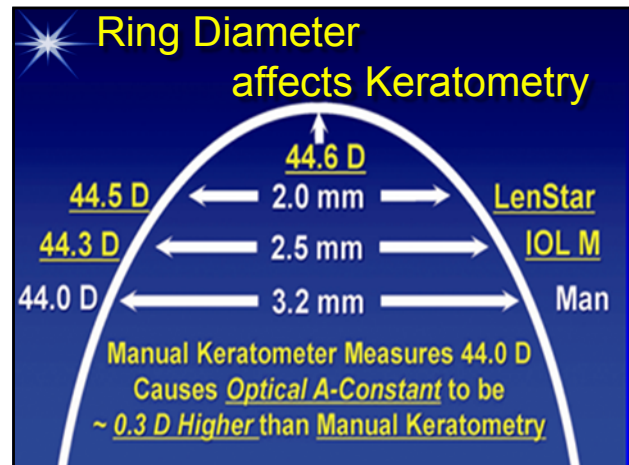 Ring Diameter
affects Keratometry
44.6 D
44.5 D 2.0 mm LenStar
44.3 D 2.5 mm IOL M
44.0 D 3.2 mm Man
Manual Keratometer Measures 44.0 D
Causes Optical A-Constant to be
~ 0.3 D Higher than Manual Keratometry